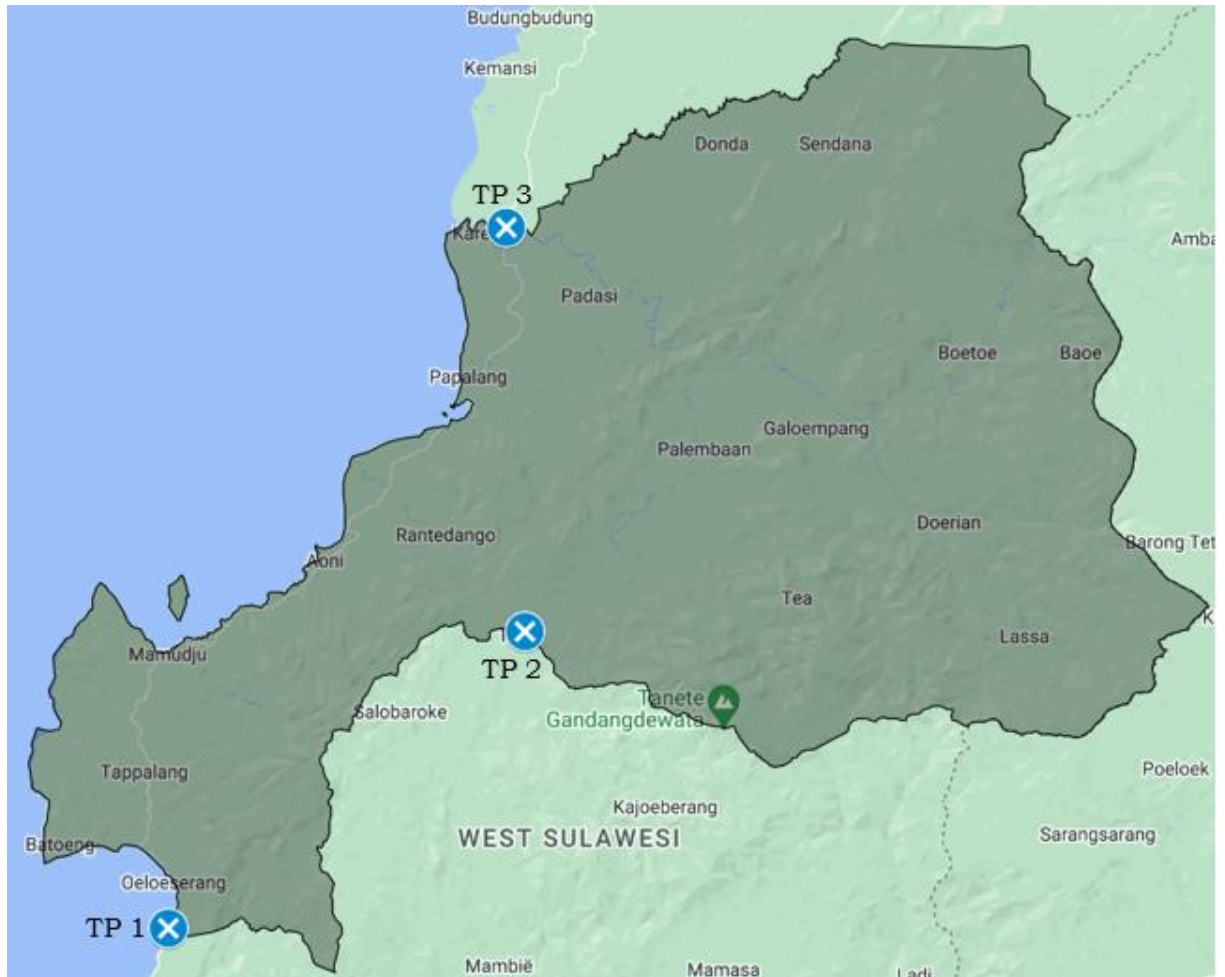 Budungbudung
Kemansi
Donda
Sendana
TP 3
Amba
Padasi
Boetoe
Baoe
Papalang
Galoempang
Palembaan
Doerian
Rantedango
Barong Tet
Aoni
Tea
Lassa
Mamudju
TP 2
Tanete
Gandangdewata
Salobaroke
Tappalang
Poeloek
Kajoeberang
WEST SULAWESI
Sarangsarang
Batoeng
Oeloeserang
TP 1
Mambië
Mamasa
Ladi